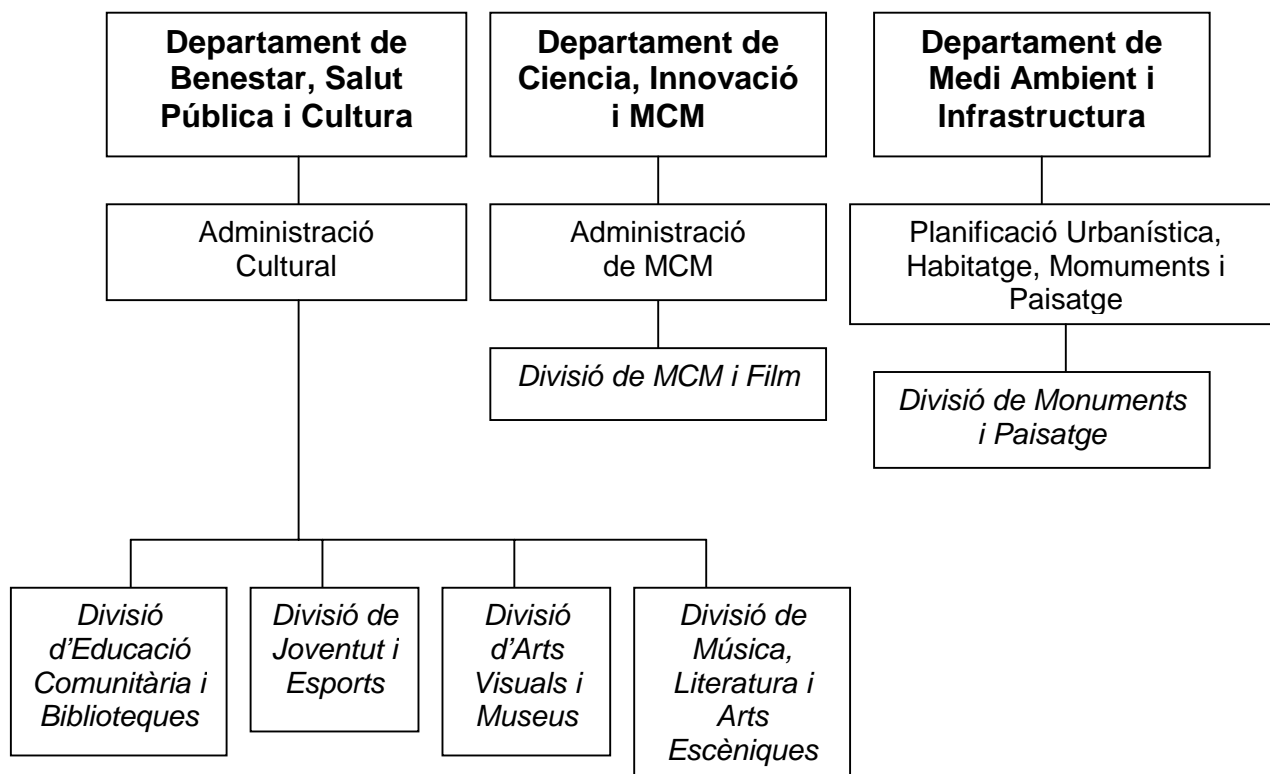 Departament de
Benestar, Salut
Pública i Cultura
Departament de
Ciencia, Innovació
i MCM
Departament de
Medi Ambient i
Infrastructura
Administració
Cultural
Administració
de MCM
Planificació Urbanística,
Habitatge, Momuments i
Paisatge
Divisió de MCM i Film
Divisió de Monuments
i Paisatge
Divisió
d’Educació
Comunitària i
Biblioteques
Divisió de
Joventut i
Esports
Divisió
d’Arts
Visuals i
Museus
Divisió de
Música,
Literatura i
Arts
Escèniques